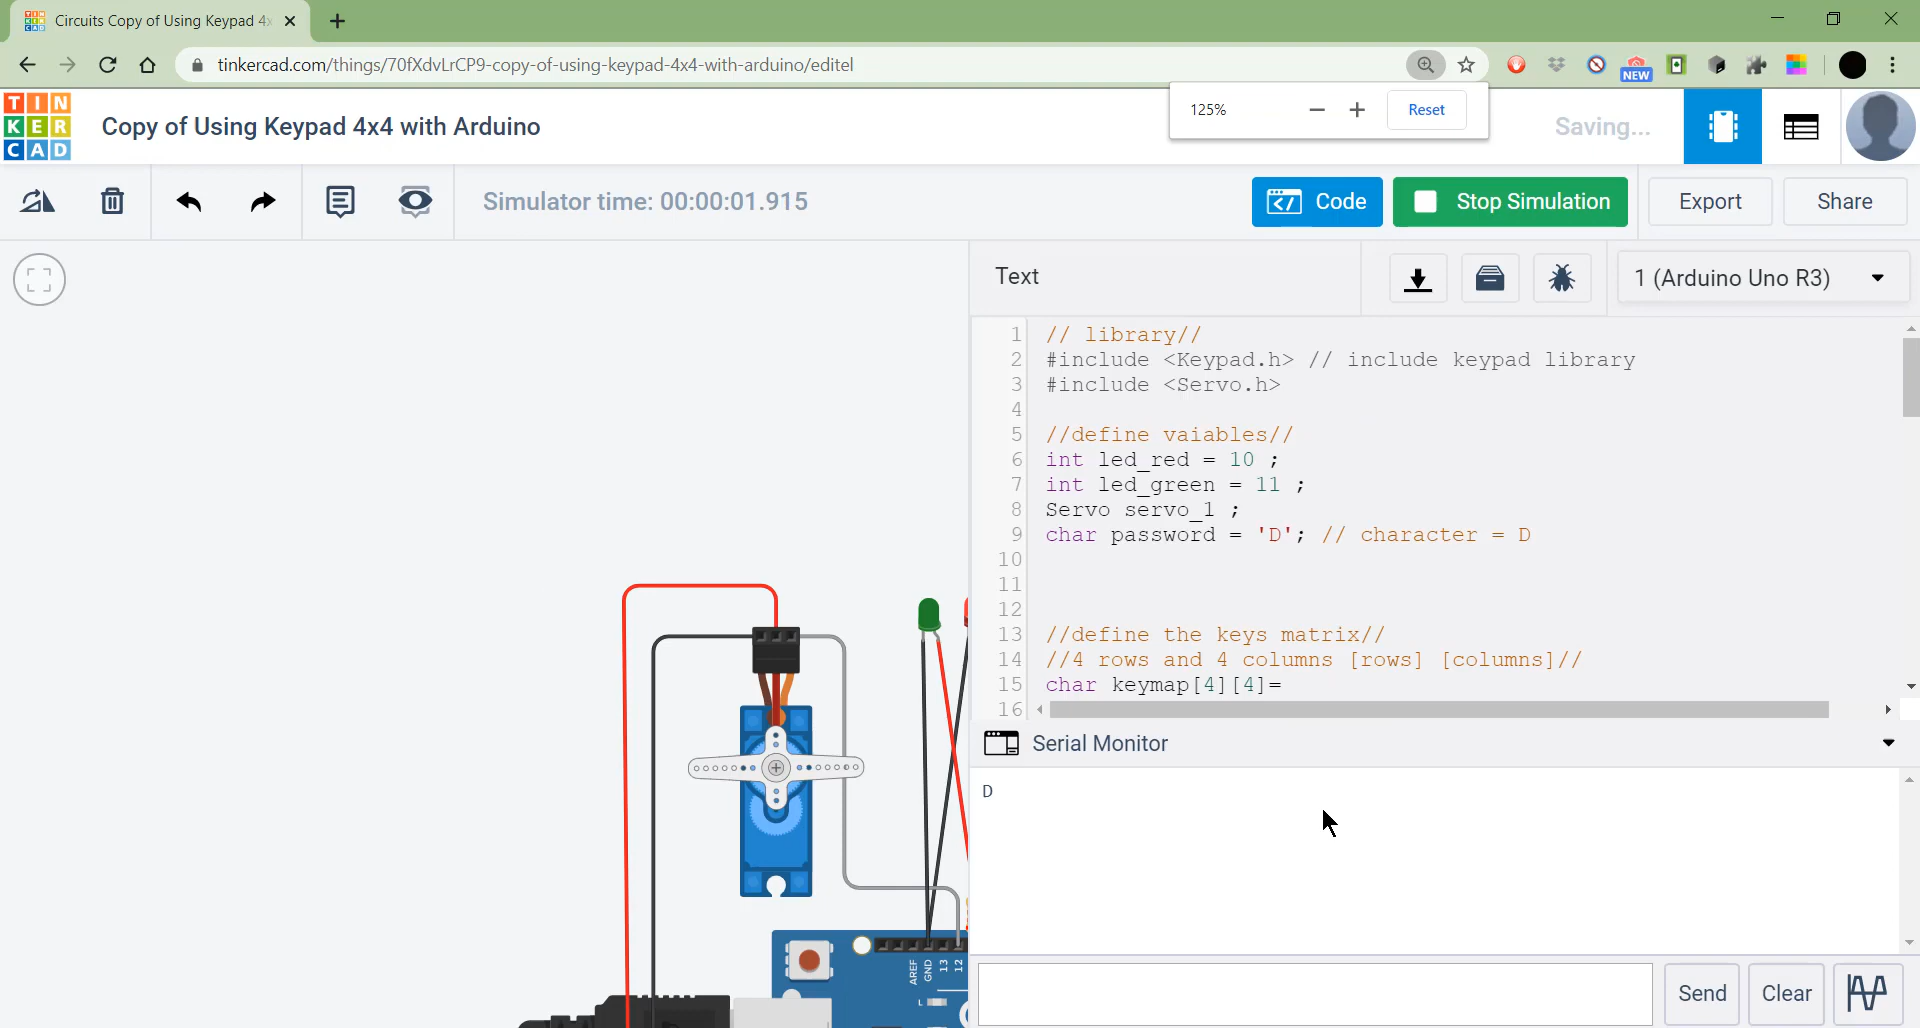 Circuits Copy of Using Keypad 4x
tinkercad.com/things/70fXdvLrCP9-copy-of-using-keypad-4x4-with-arduino/editel
NEW
125%
Reset
TIN
KER
CAD
Copy of Using Keypad 4x4 with Arduino
Saving...
Simulator time: 00:00:01.915
Code
Stop Simulation
Export
Share
Text
1 (Arduino Uno R3)
1 // library//
2 #include <Keypad.h> // include keypad library
3 #include <Servo.h>
4
5 //define vaiables//
6 int led_red = 10 ;
7 int led_green = 11 ;
8 Servo servo_1 ;
9 char password = 'D'; // character = D
10
11
12
13 //define the keys matrix//
14 //4 rows and 4 columns [rows] [columns]//
15 char keymap[4][4]=
16
Serial Monitor
D
AREF
GND
13
12
Send
Clear